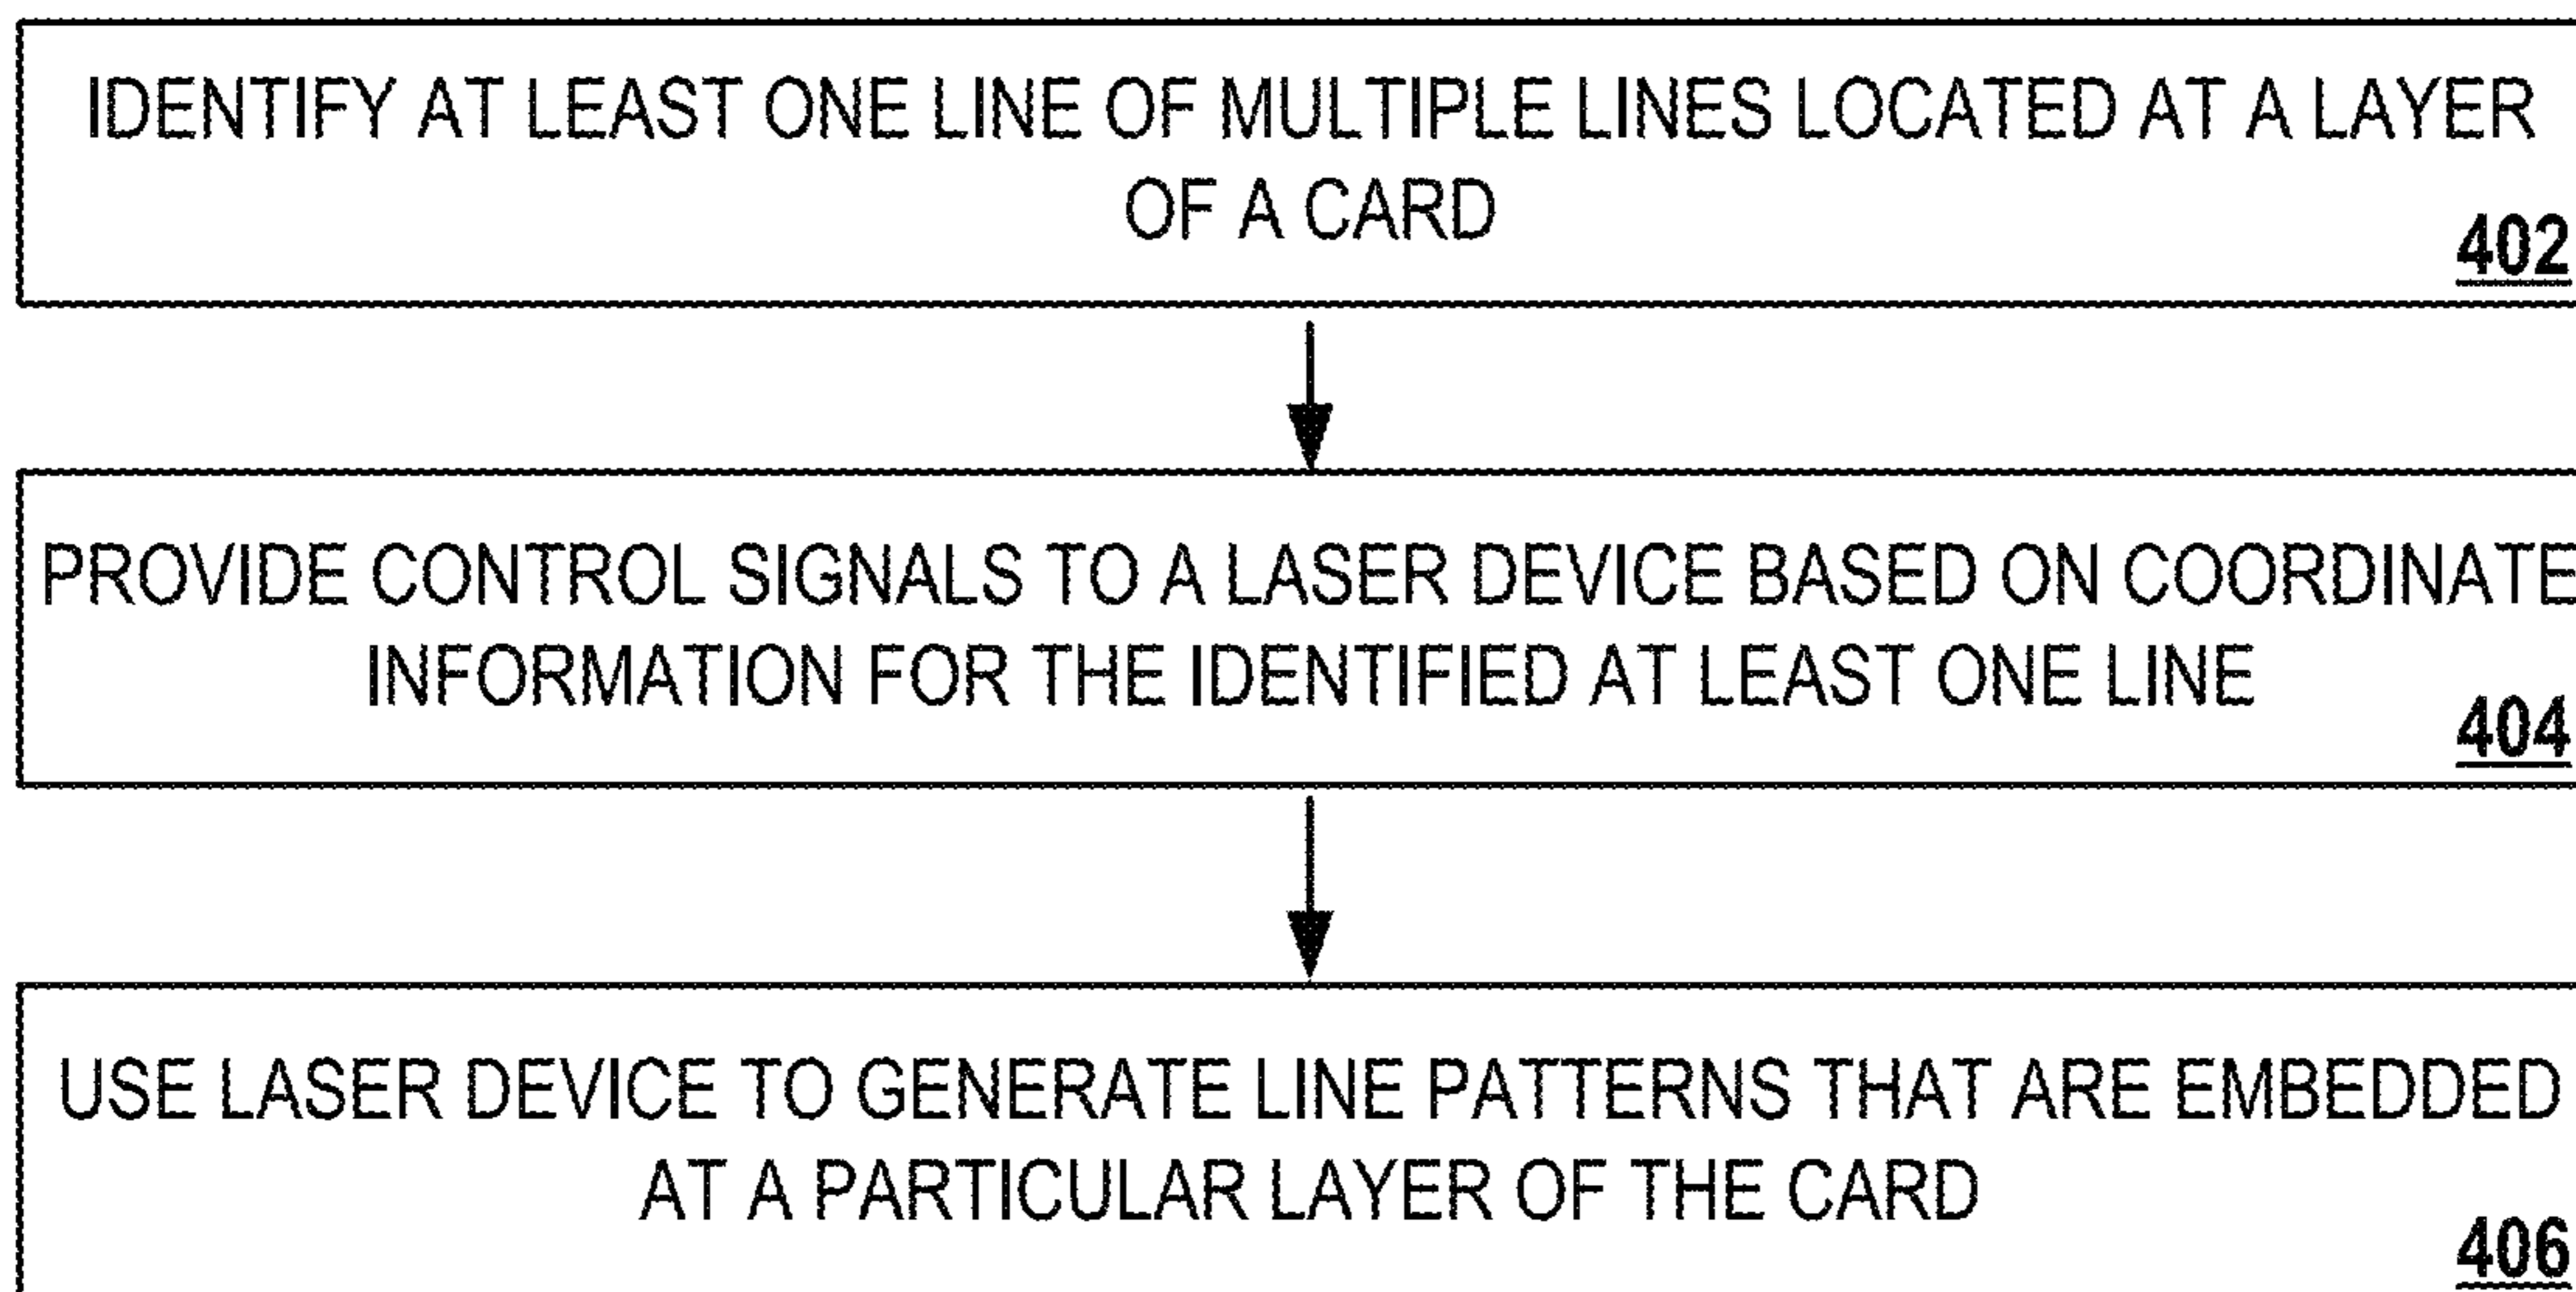 IDENTIFY AT LEAST ONE LINE OF MULTIPLE LINES LOCATED AT A LAYER
OF A CARD
402
PROVIDE CONTROL SIGNALS TO A LASER DEVICE BASED ON COORDINATE
INFORMATION FOR THE IDENTIFIED AT LEAST ONE LINE
404
USE LASER DEVICE TO GENERATE LINE PATTERNS THAT ARE EMBEDDED
AT A PARTICULAR LAYER OF THE CARD
406